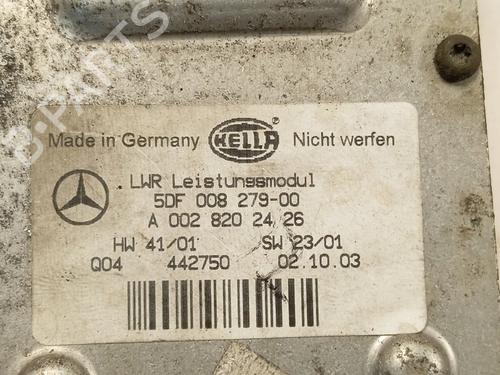 B-PARTS
Made in Germany HELLA ® Nicht werfen
LWR Leistungsmodul
5DF 008 279-00
A 002 820 24 26
HW 41/01 SW 23/01
Q04 442750 02.10.03